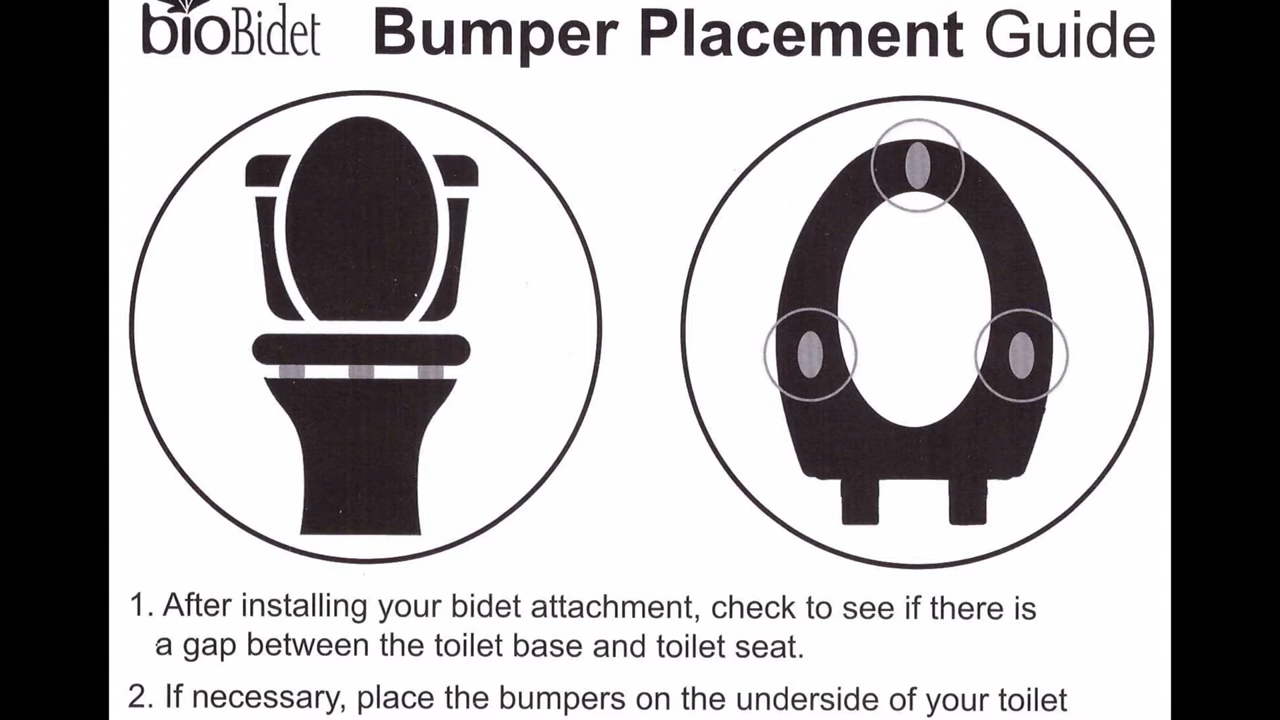 bioBidet Bumper Placement Guide
1. After installing your bidet attachment, check to see if there is
a gap between the toilet base and toilet seat.
2. If necessary, place the bumpers on the underside of your toilet